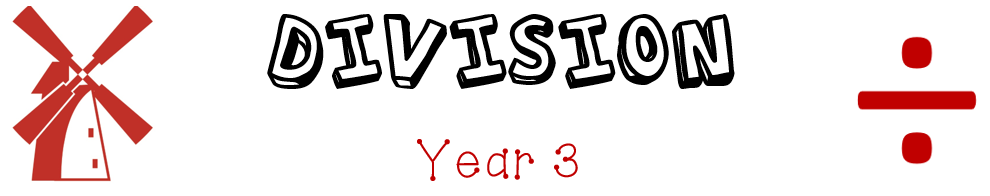 DIVISION
Year 3
÷